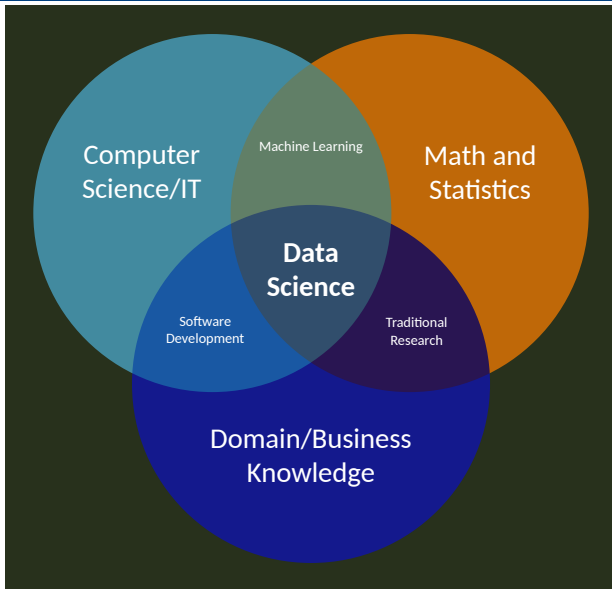 Computer
Science/IT
Machine Learning
Math and
Statistics
Data
Science
Software
Development
Traditional
Research
Domain/Business
Knowledge